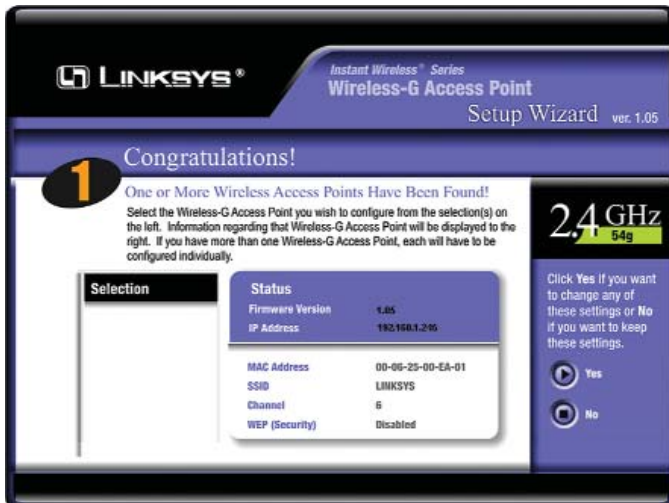 LINKSYS®
Instant Wireless® Series
Wireless-G Access Point
Setup Wizard ver. 1.05
Congratulations!
1
One or More Wireless Access Points Have Been Found!
Select the Wireless-G Access Point you wish to configure from the selection(s) on
the left. Information regarding that Wireless-G Access Point will be displayed to the
right. If you have more than one Wireless-G Access Point, each will have to be
configured individually.
Selection
Status
Firmware Version 1.05
IP Address 192.168.1.245
MAC Address 00-06-25-00-EA-01
SSID LINKSYS
Channel 6
WEP (Security) Disabled
2.4 GHz
54g
Click Yes if you want
to change any of
these settings or No
if you want to keep
these settings.
Yes
No